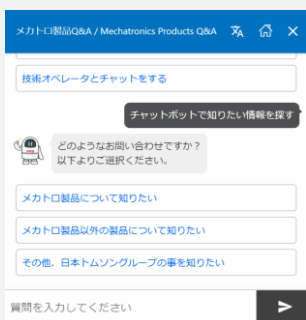 メカトロ製品Q&A / Mechatronics Products Q&A
技術オペレータとチャットをする
チャットボットで知りたい情報を探す
どのようなお問い合わせですか？
以下よりご選択ください。
メカトロ製品について知りたい
メカトロ製品以外の製品について知りたい
その他、日本トムソングループの事を知りたい
質問を入力してください